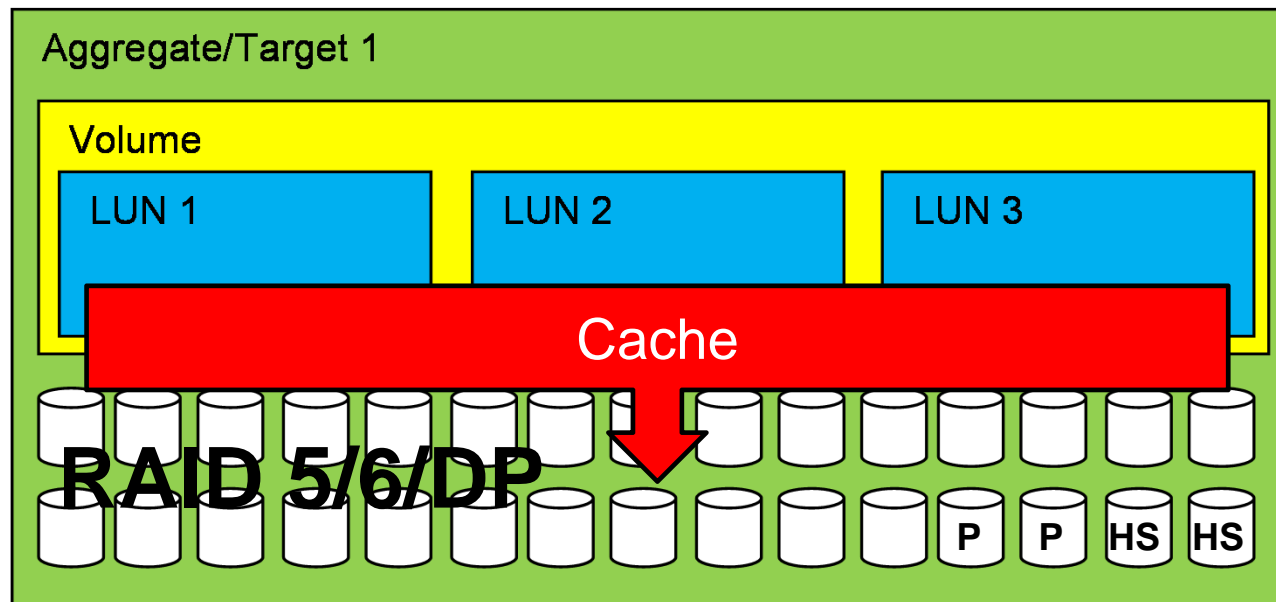 Aggregate/Target 1
Volume
LUN 1 LUN 2 LUN 3
Cache
RAID 5/6/DP
P P HS HS